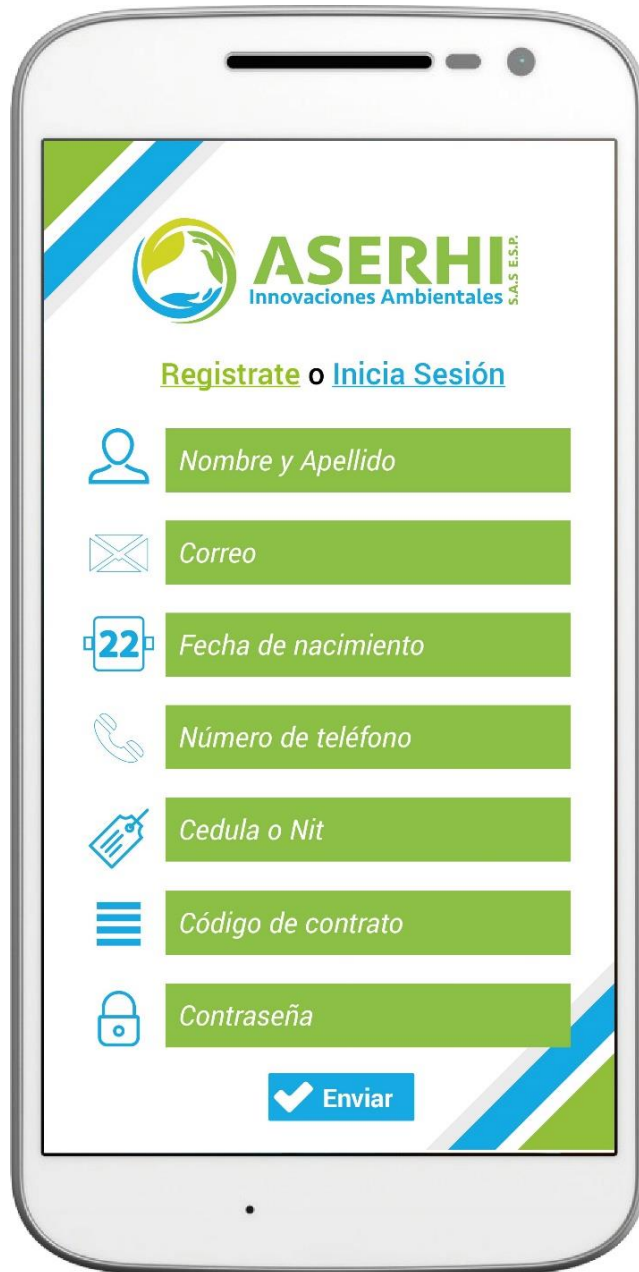 ASERHI
S.A.S E.S.P.
Innovaciones Ambientales
Registrate o Inicia Sesión
Nombre y Apellido
Correo
22 Fecha de nacimiento
Número de teléfono
Cedula o Nit
Código de contrato
Contraseña
Enviar